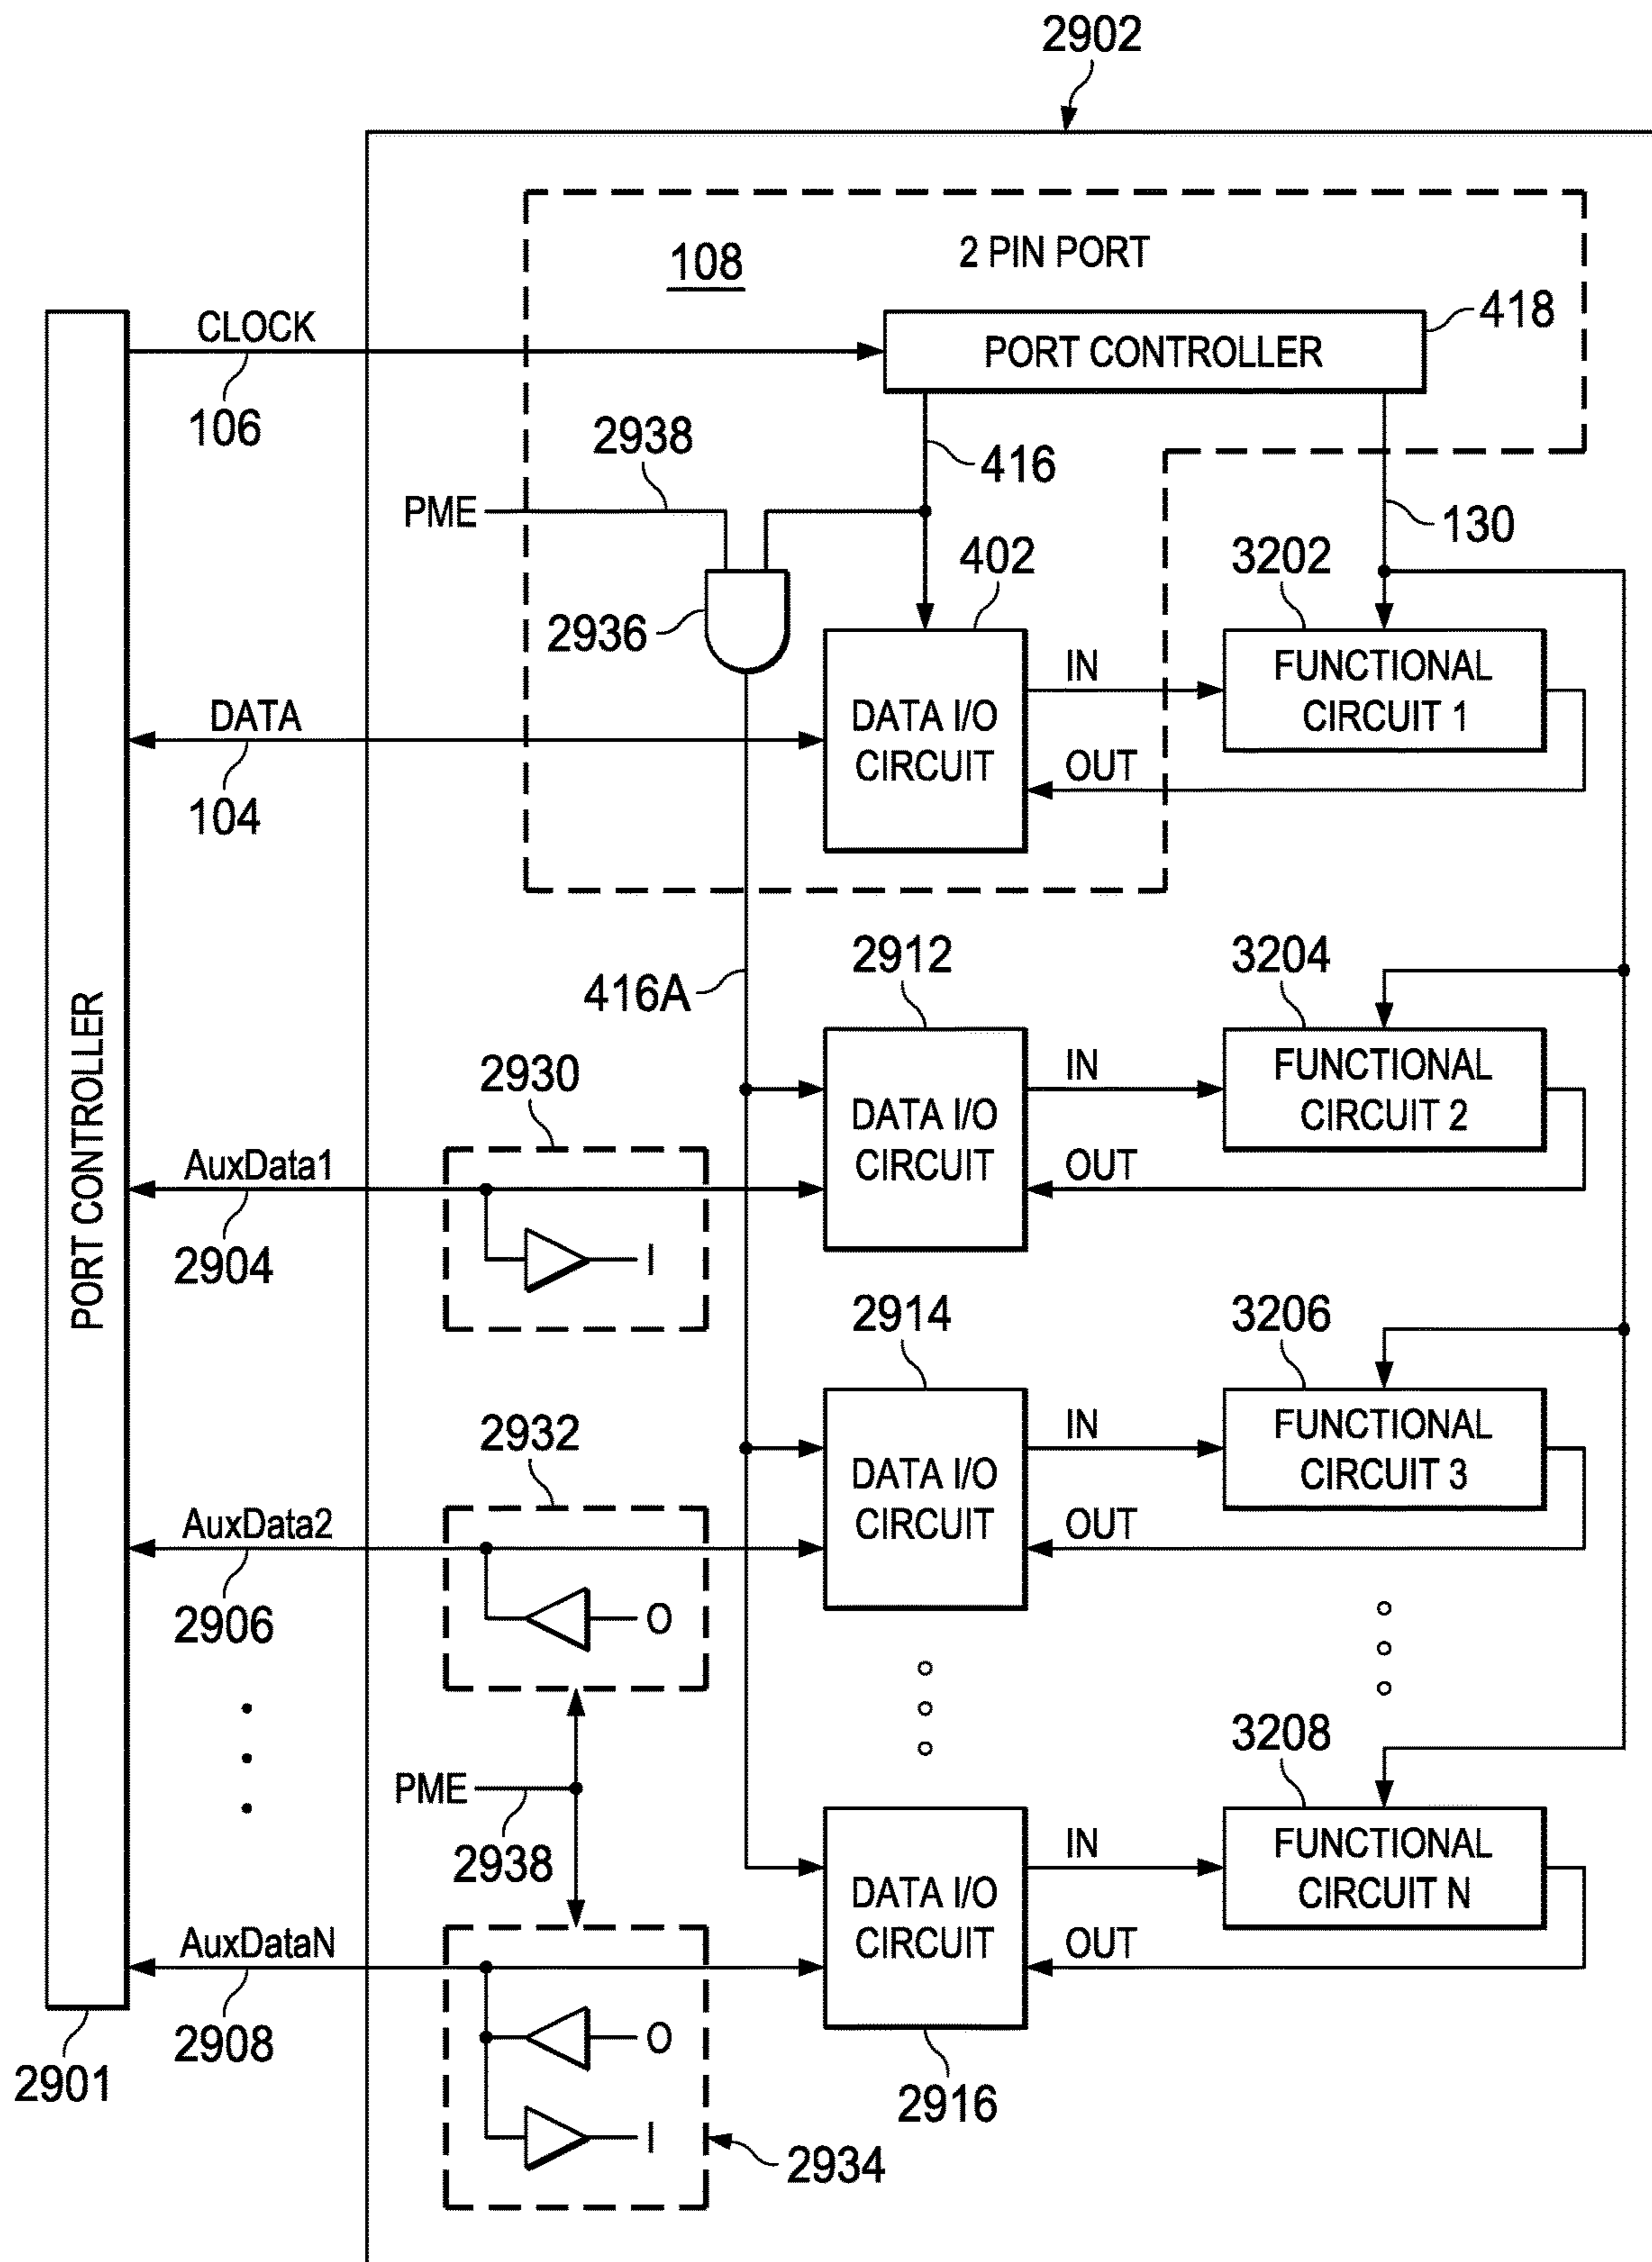 2902
108
2 PIN PORT
418
CLOCK
PORT CONTROLLER
106
2938
416
PME
130
402
3202
2936
IN
FUNCTIONAL
CIRCUIT 1
DATA
DATA I/O
CIRCUIT
OUT
104
PORT CONTROLLER
416A
2912
3204
2930
IN
FUNCTIONAL
CIRCUIT 2
DATA I/O
CIRCUIT
AuxData1
OUT
2904
I
2914
3206
2932
IN
FUNCTIONAL
CIRCUIT 3
DATA I/O
CIRCUIT
AuxData2
OUT
2906
O
3208
PME
2938
IN
FUNCTIONAL
CIRCUIT N
DATA I/O
CIRCUIT
AuxDataN
OUT
2908
O
2901
2916
I
2934